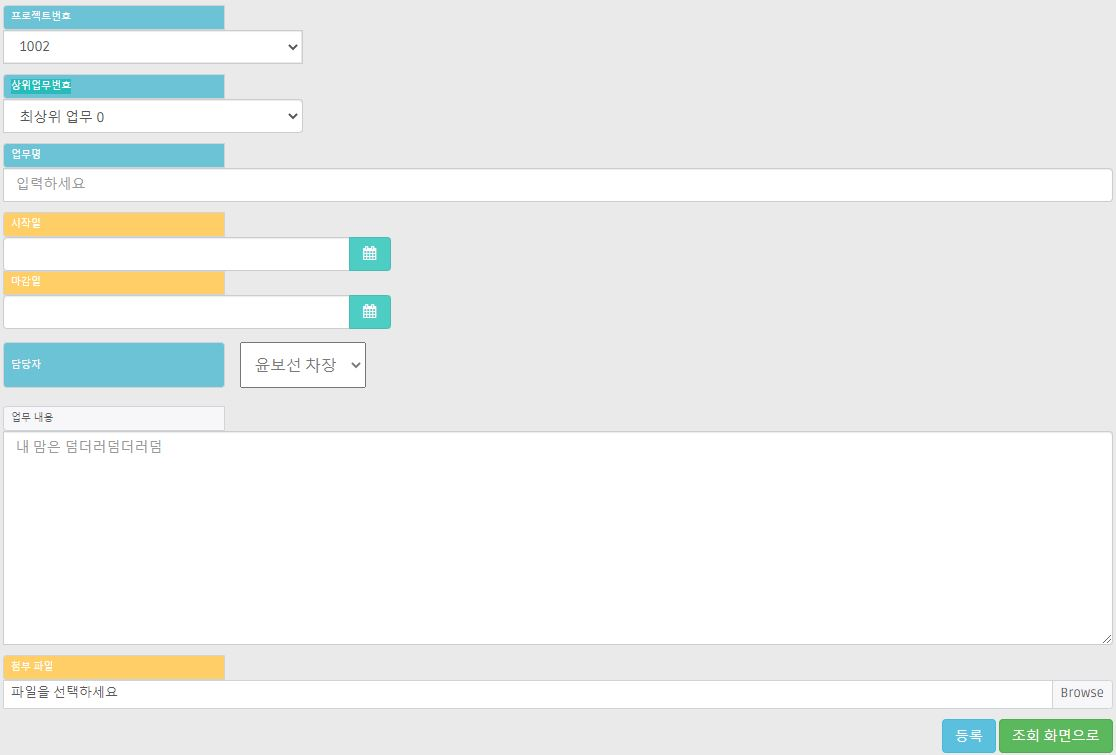 프로젝트번호
1002
상위업무번호
최상위 업무 0
업무명
입력하세요
시작일
마감일
담당자
윤보선 차장
업무 내용
내 맘은 덤더러덤더러덤
첨부 파일
파일을 선택하세요 Browse
등록 조회 화면으로